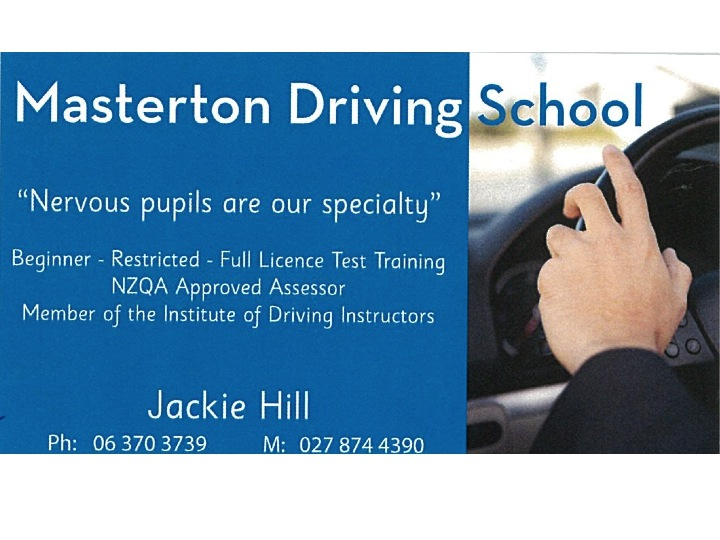 Masterton Driving School
“Nervous pupils are our specialty”
Beginner - Restricted - Full Licence Test Training
NZQA Approved Assessor
Member of the Institute of Driving Instructors
Jackie Hill
Ph: 06 370 3739 M: 027 874 4390